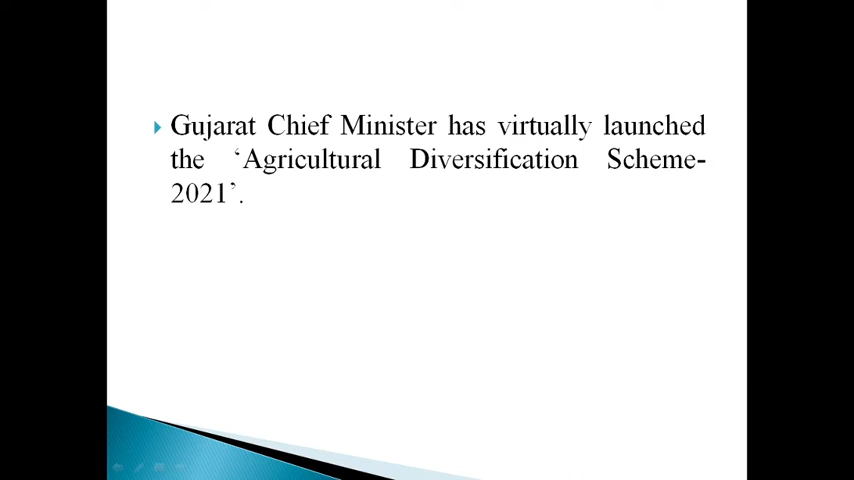 Gujarat Chief Minister has virtually launched
the ‘Agricultural Diversification Scheme-
2021’.